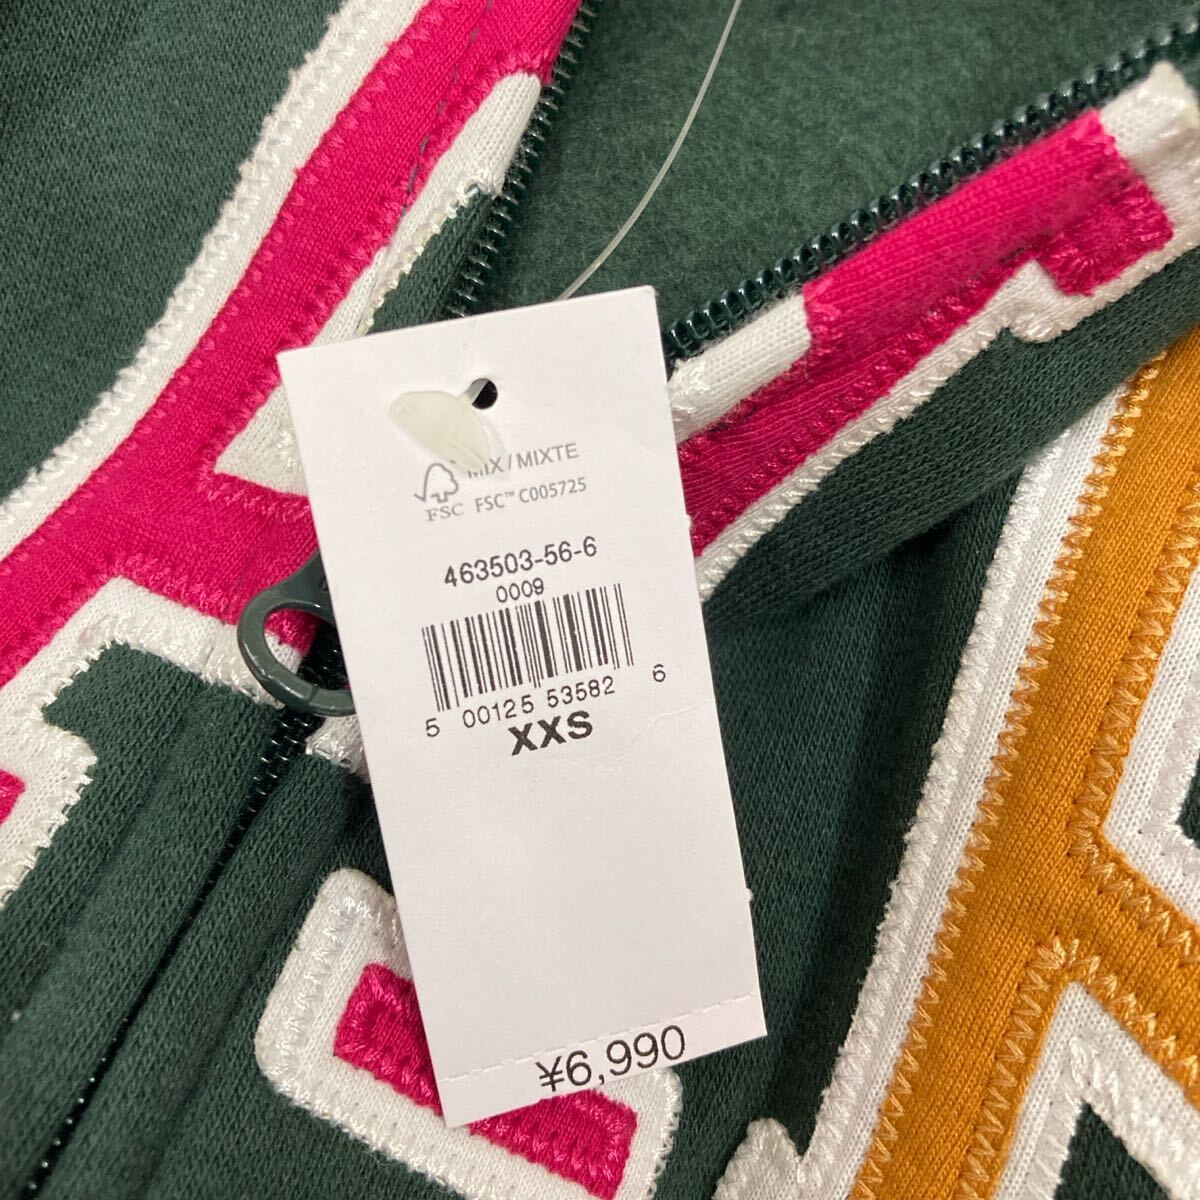 MIX / MIXTE
FSC FSC™ C005725
463503-56-6
0009
5 00125 53582 6
XXS
¥6,990